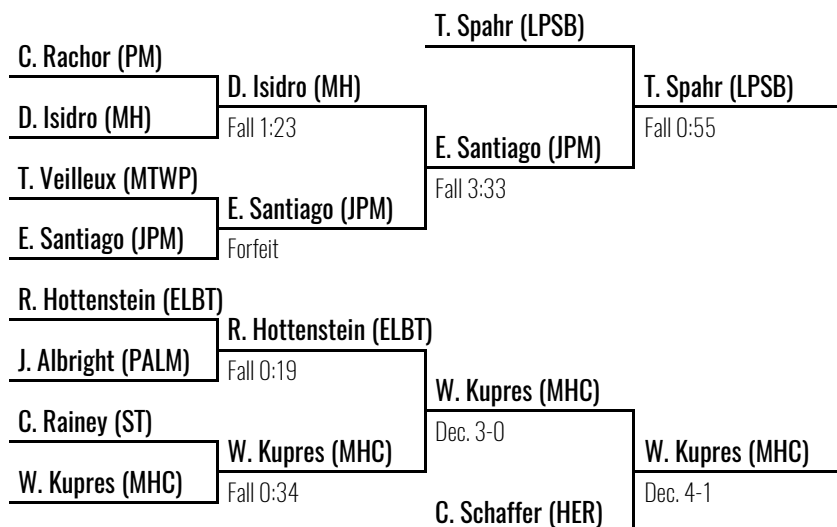 T. Spahr (LPSB)
C. Rachor (PM)
D. Isidro (MH)
T. Spahr (LPSB)
D. Isidro (MH)
Fall 1:23
Fall 0:55
E. Santiago (JPM)
T. Veilleux (MTWP)
Fall 3:33
E. Santiago (JPM)
E. Santiago (JPM)
Forfeit
R. Hottenstein (ELBT)
R. Hottenstein (ELBT)
J. Albright (PALM)
Fall 0:19
W. Kupres (MHC)
C. Rainey (ST)
Dec. 3-0
W. Kupres (MHC)
W. Kupres (MHC)
W. Kupres (MHC)
Fall 0:34
Dec. 4-1
C. Schaffer (HER)